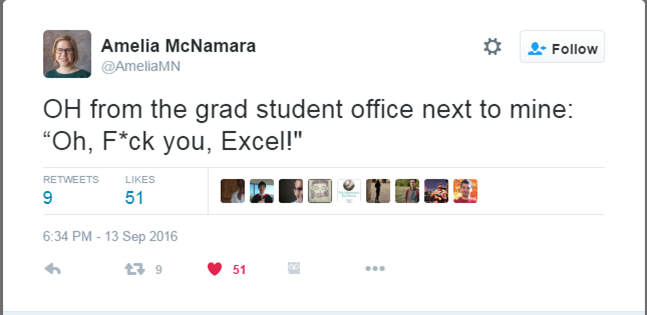 Amelia McNamara
@AmeliaMN
Follow
OH from the grad student office next to mine:
“Oh, F*ck you, Excel!"
RETWEETS LIKES
9 51
6:34 PM - 13 Sep 2016
9 51